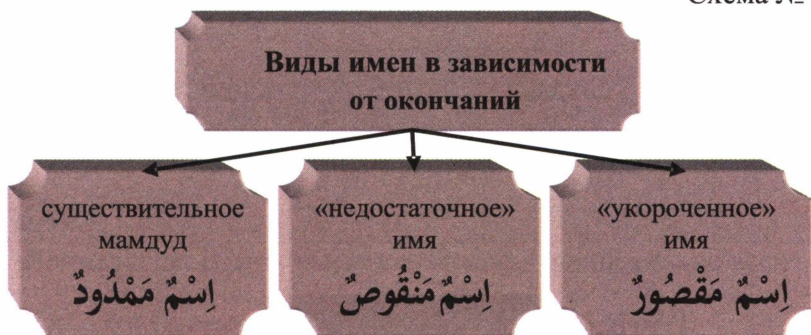 Схема №
Виды имен в зависимости
от окончаний
существительное
мамдуд
اِسْمٌ مَمْدُودٌ
«недостаточное»
имя
اِسْمٌ مَنْقُوصٌ
«укороченное»
имя
اِسْمٌ مَقْصُورٌ